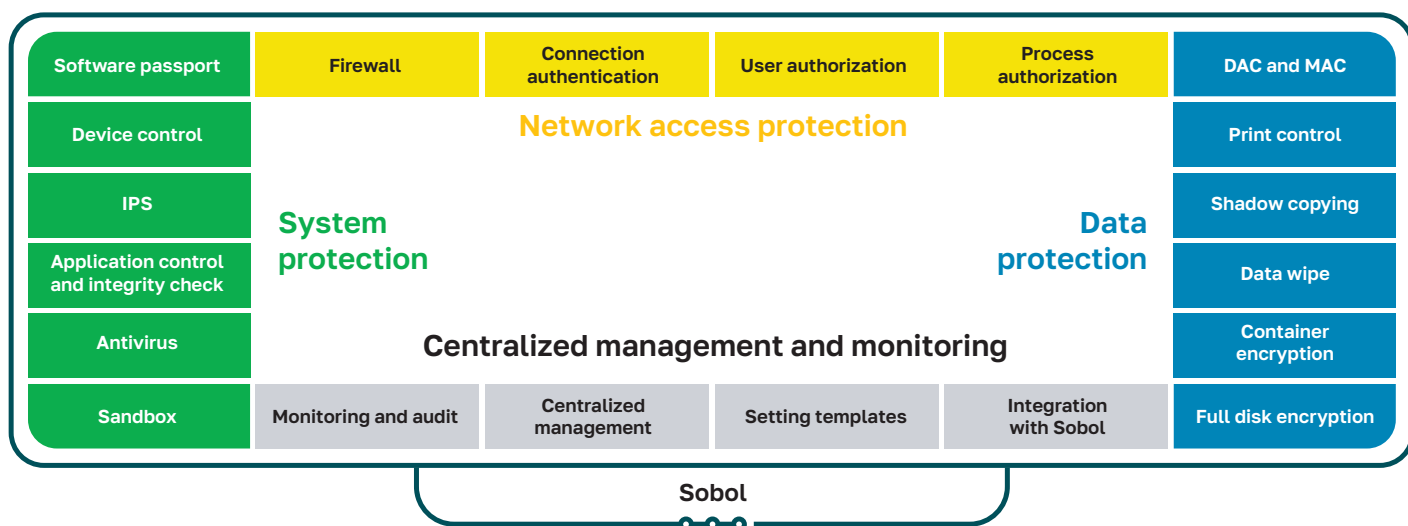 Software passport
Firewall
Connection
authentication
User authorization
Process
authorization
DAC and MAC
Device control
Network access protection
Print control
IPS
System
protection
Data
protection
Shadow copying
Application control
and integrity check
Data wipe
Antivirus
Centralized management and monitoring
Container
encryption
Sandbox
Monitoring and audit
Centralized
management
Setting templates
Integration
with Sobol
Full disk encryption
Sobol